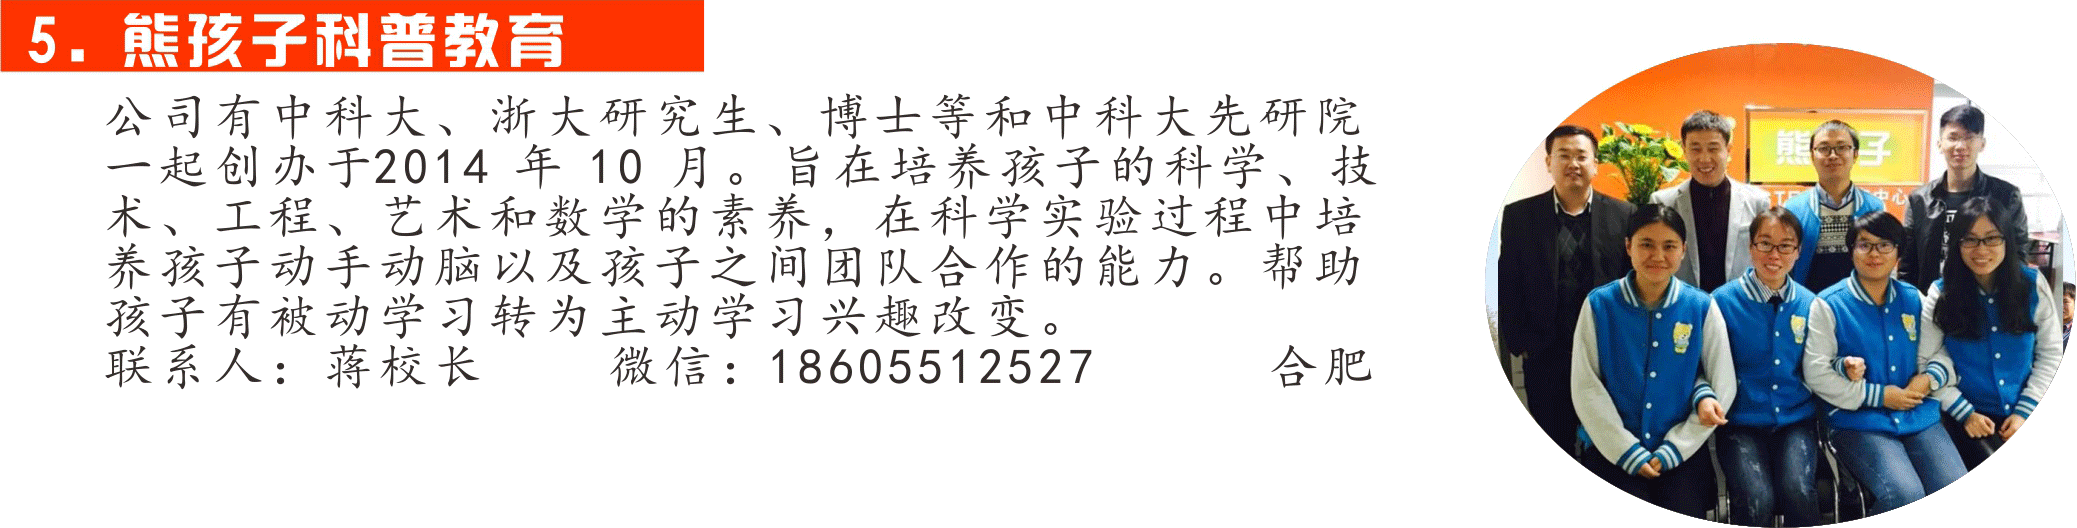 5. 熊孩子科普教育
公司有中科大、浙大研究生、博士等和中科大先研院
一起创办于2014 年 10 月。旨在培养孩子的科学、技
术、工程、艺术和数学的素养，在科学实验过程中培
养孩子动手动脑以及孩子之间团队合作的能力。帮助
孩子有被动学习转为主动学习兴趣改变。
联系人：蒋校长 微信：18605512527 合肥
熊 子
中心